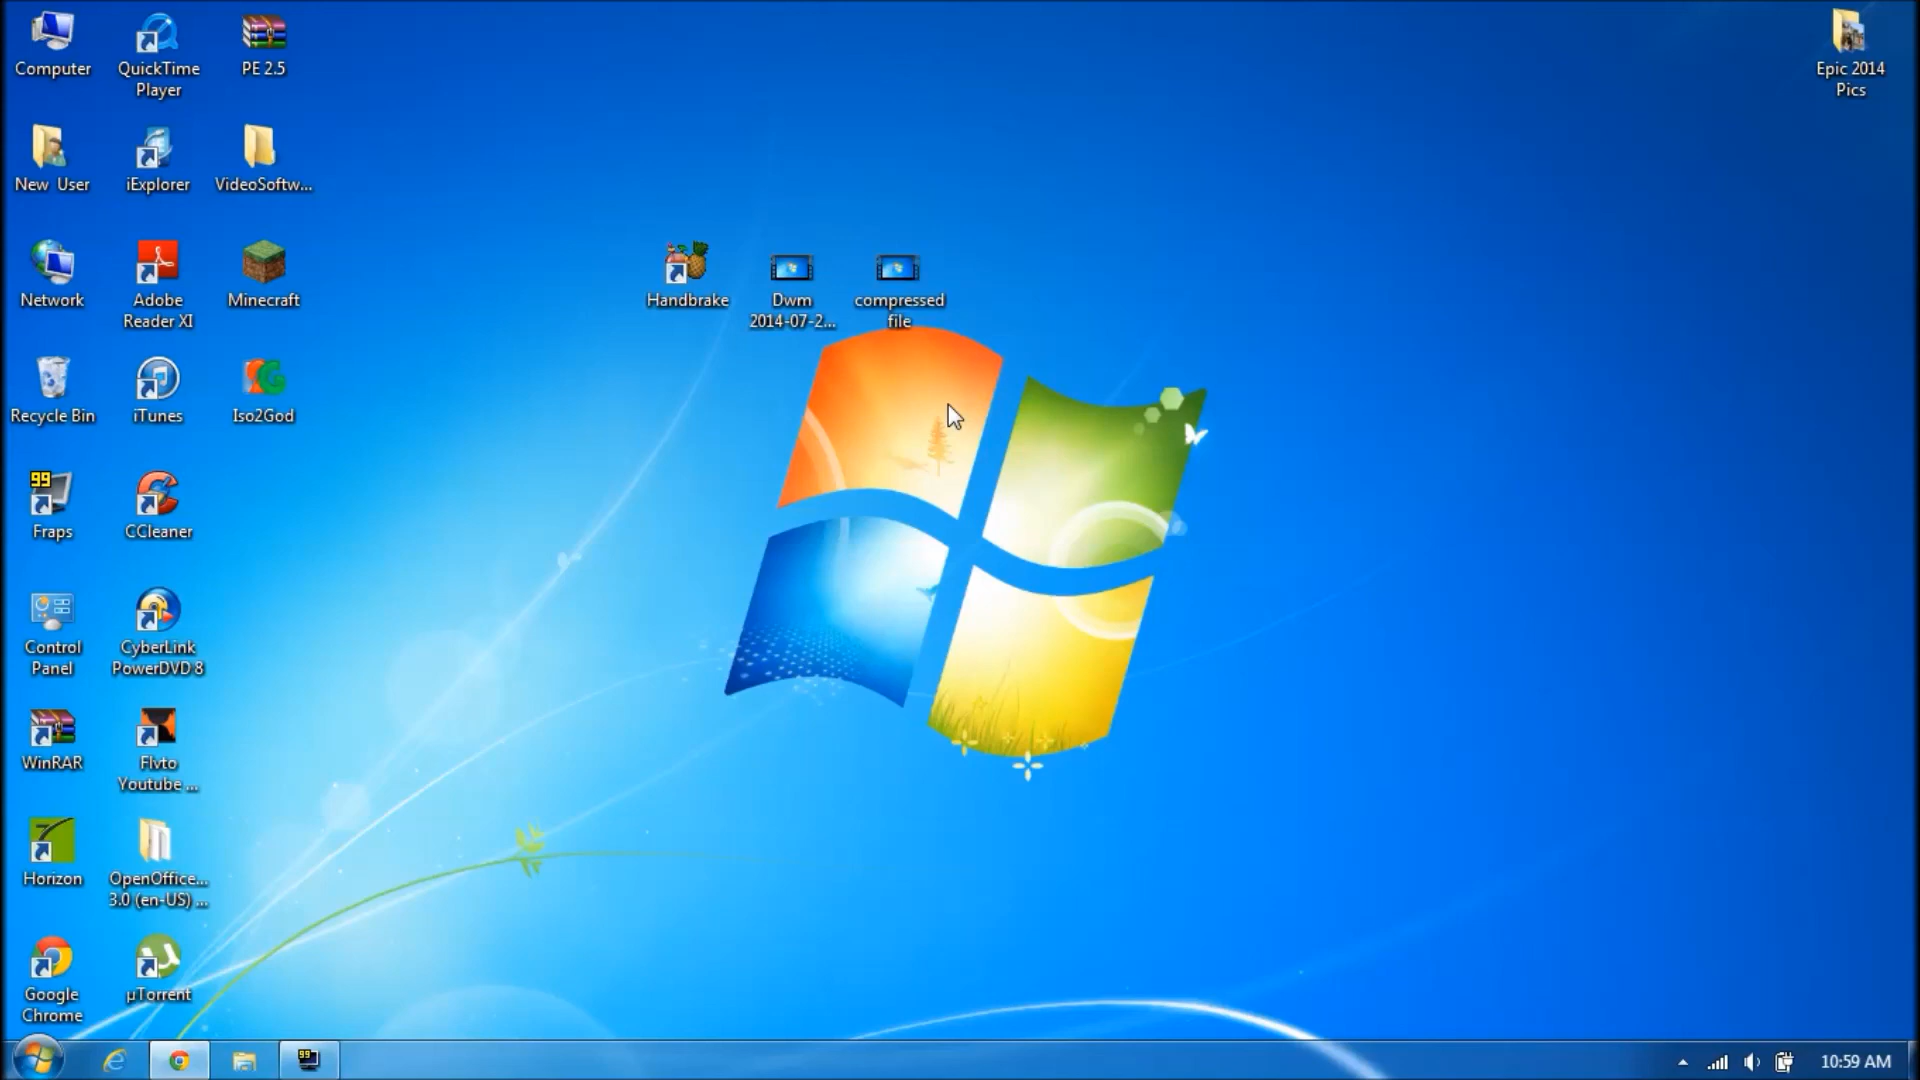 Computer
QuickTime
Player
PE 2.5
Epic 2014
Pics
New User
iExplorer
VideoSoftw...
Network
Adobe
Reader XI
Minecraft
Handbrake
Dwm
2014-07-2...
compressed
file
Recycle Bin
iTunes
Iso2God
99
Fraps
CCleaner
Control
Panel
CyberLink
PowerDVD 8
WinRAR
Flvto
Youtube ...
Horizon
OpenOffice...
3.0 (en-US) ...
Google
Chrome
µTorrent
99
10:59 AM